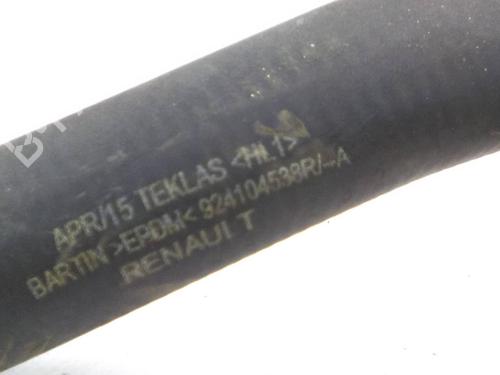 APR/15 TEKLAS <HL1>
BARTIN >EPDM< 924104538R/--A
RENAULT